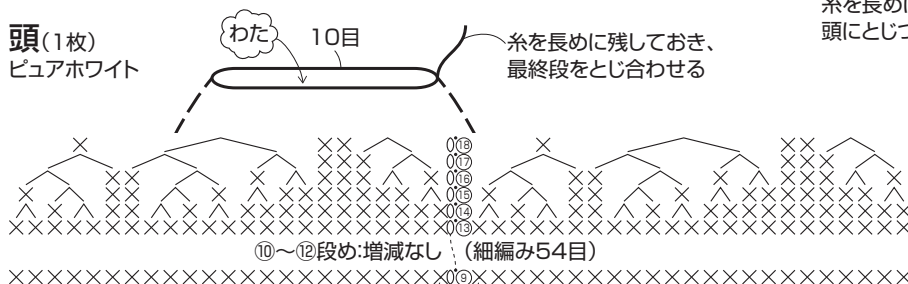 頭(1枚)
ピュアホワイト
わた
10目
糸を長めに残しておき、
最終段をとじ合わせる
糸を長めに
頭にとじつ
⑱
⑰
⑯
⑮
⑭
⑬
⑩～⑫段め:増減なし (細編み54目)
⑨